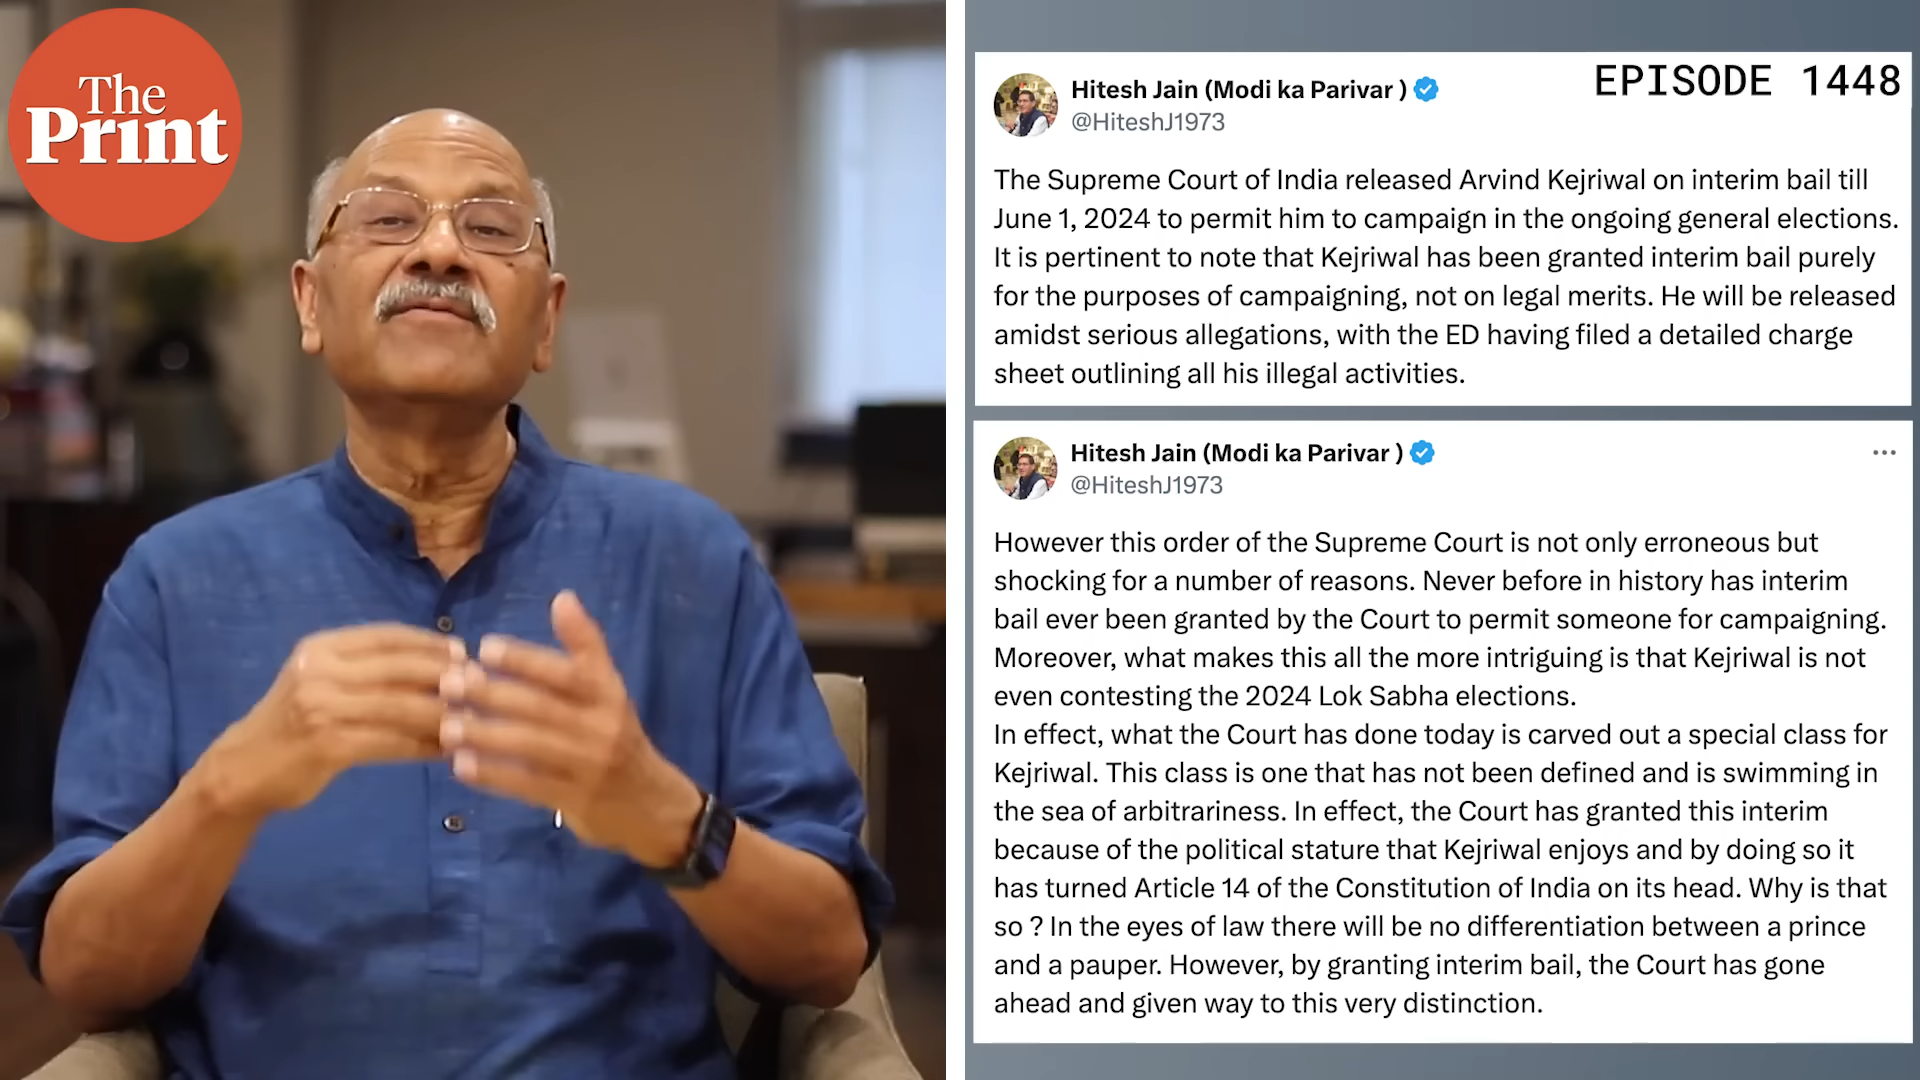 The
Print
EPISODE 1448
Hitesh Jain (Modi ka Parivar )
@HiteshJ1973
The Supreme Court of India released Arvind Kejriwal on interim bail till
June 1, 2024 to permit him to campaign in the ongoing general elections.
It is pertinent to note that Kejriwal has been granted interim bail purely
for the purposes of campaigning, not on legal merits. He will be released
amidst serious allegations, with the ED having filed a detailed charge
sheet outlining all his illegal activities.
Hitesh Jain (Modi ka Parivar )
@HiteshJ1973
However this order of the Supreme Court is not only erroneous but
shocking for a number of reasons. Never before in history has interim
bail ever been granted by the Court to permit someone for campaigning.
Moreover, what makes this all the more intriguing is that Kejriwal is not
even contesting the 2024 Lok Sabha elections.
In effect, what the Court has done today is carved out a special class for
Kejriwal. This class is one that has not been defined and is swimming in
the sea of arbitrariness. In effect, the Court has granted this interim
because of the political stature that Kejriwal enjoys and by doing so it
has turned Article 14 of the Constitution of India on its head. Why is that
so ? In the eyes of law there will be no differentiation between a prince
and a pauper. However, by granting interim bail, the Court has gone
ahead and given way to this very distinction.